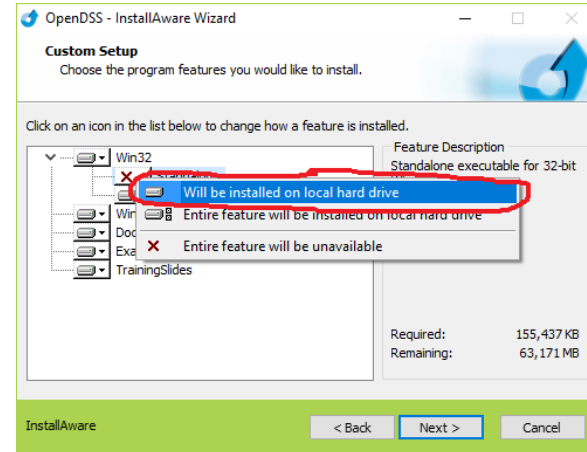 OpenDSS - InstallAware Wizard
Custom Setup
Choose the program features you would like to install.
Click on an icon in the list below to change how a feature is installed.
Win32
Feature Description
Standalone executable for 32-bit
Will be installed on local hard drive
Entire feature will be installed on local hard drive
Entire feature will be unavailable
TrainingSlides
Required: 155,437 KB
Remaining: 63,171 MB
InstallAware
< Back
Next >
Cancel